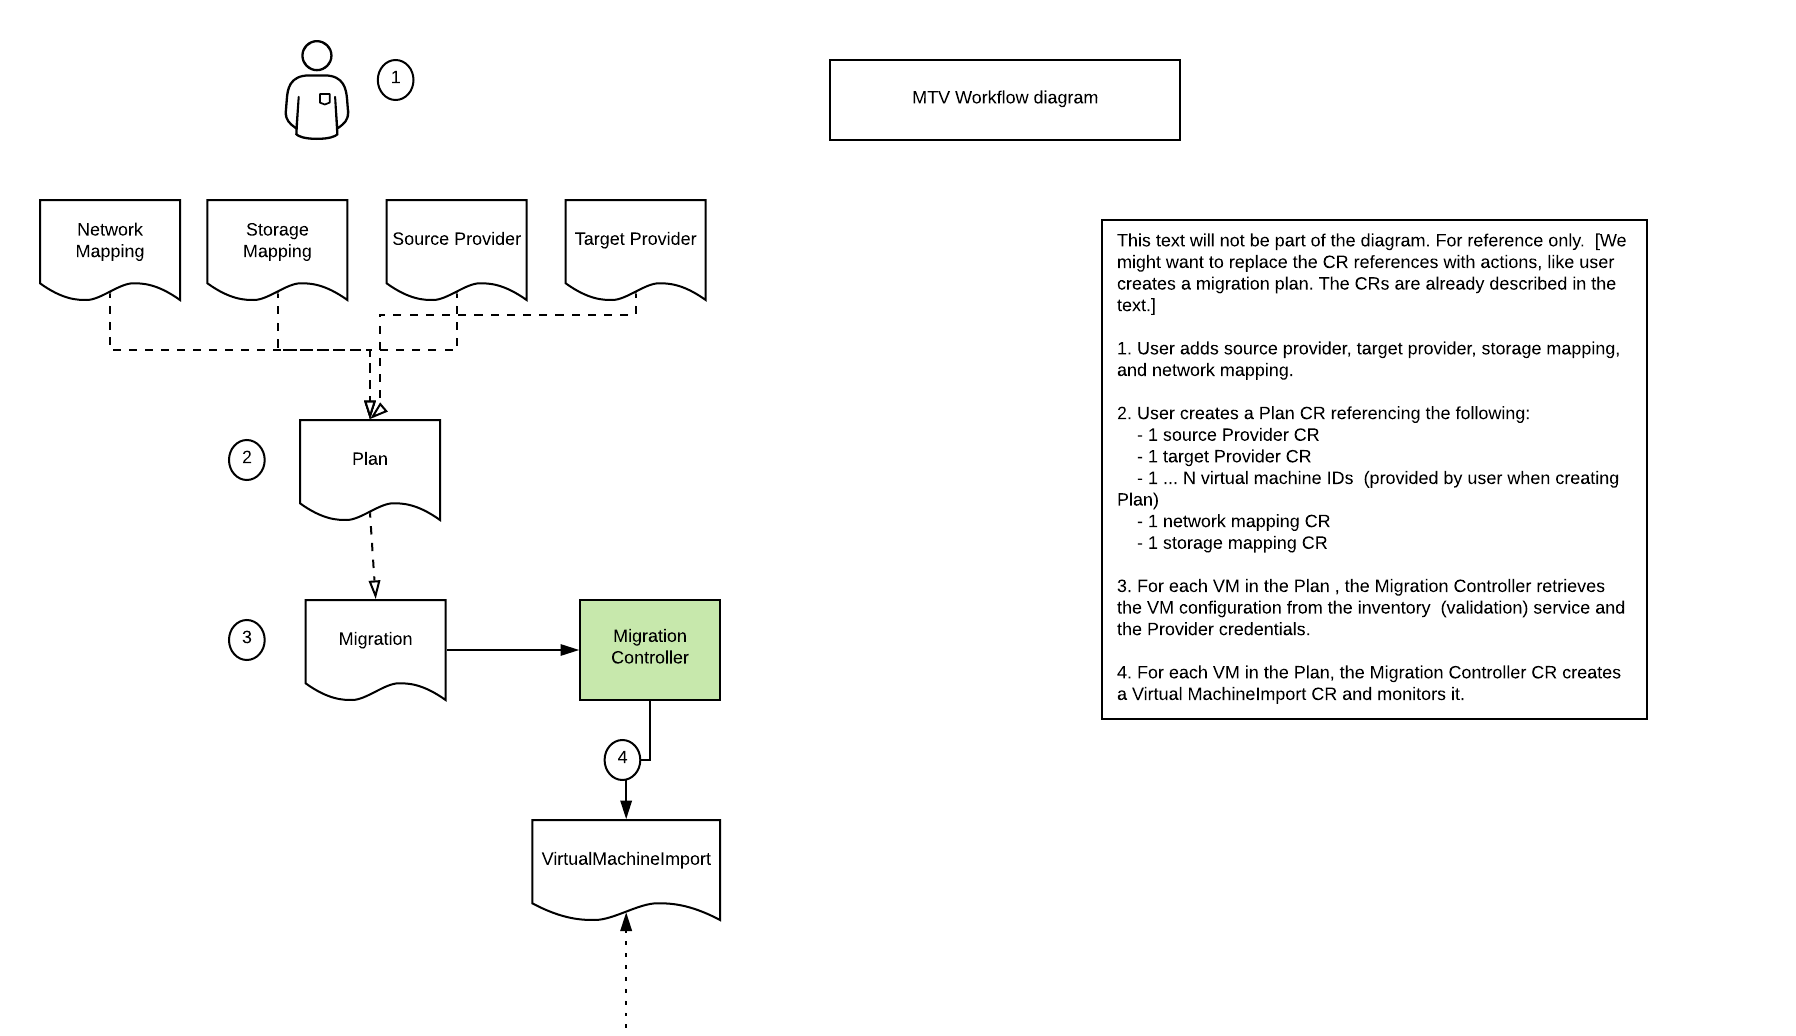 1
MTV Workflow diagram
Network
Mapping
Storage
Mapping
Source Provider
Target Provider
This text will not be part of the diagram. For reference only.  [We
might want to replace the CR references with actions, like user
creates a migration plan. The CRs are already described in the
text.]
1. User adds source provider, target provider, storage mapping,
and network mapping.
2. User creates a Plan CR referencing the following:
- 1 source Provider CR
- 1 target Provider CR
- 1 ... N virtual machine IDs  (provided by user when creating
Plan)
- 1 network mapping CR
- 1 storage mapping CR
3. For each VM in the Plan , the Migration Controller retrieves
the VM configuration from the inventory  (validation) service and
the Provider credentials.
4. For each VM in the Plan, the Migration Controller CR creates
a Virtual MachineImport CR and monitors it.
2
Plan
3
Migration
Migration
Controller
4
VirtualMachineImport